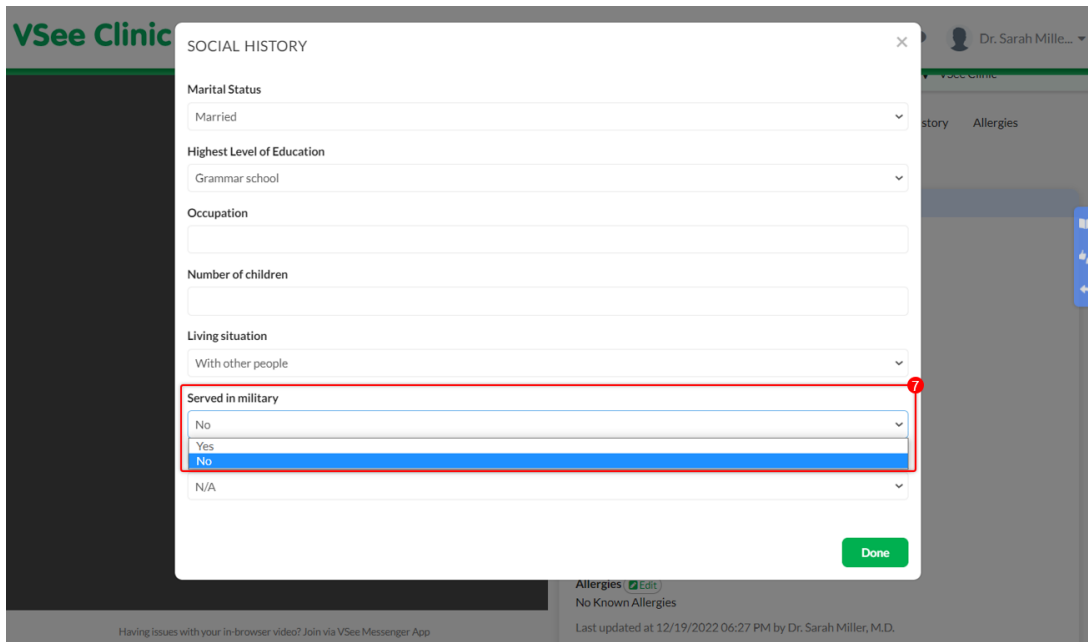 VSee Clinic
SOCIAL HISTORY
×
Dr. Sarah Mille...
VSee Clinic
Marital Status
Married
story Allergies
Highest Level of Education
Grammar school
Occupation
Number of children
Living situation
With other people
7
Served in military
No
Yes
No
N/A
Done
Allergies Edit
No Known Allergies
Having issues with your in-browser video? Join via VSee Messenger App
Last updated at 12/19/2022 06:27 PM by Dr. Sarah Miller, M.D.